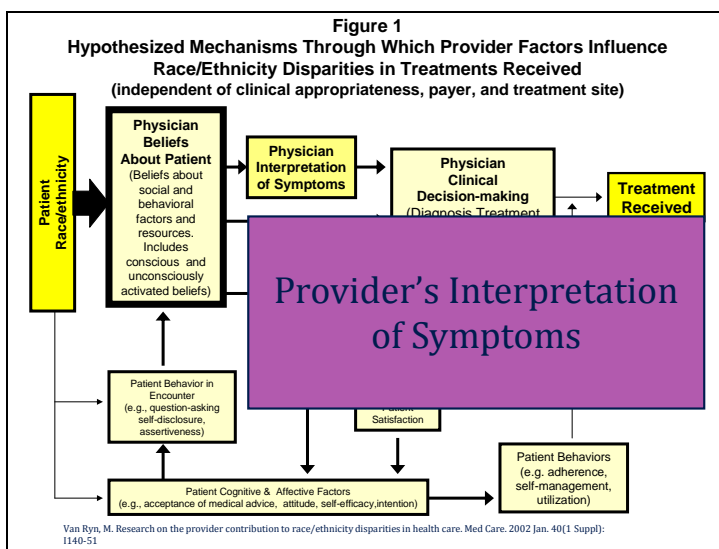 Figure 1
Hypothesized Mechanisms Through Which Provider Factors Influence
Race/Ethnicity Disparities in Treatments Received
(independent of clinical appropriateness, payer, and treatment site)
Patient
Race/ethnicity
Physician
Beliefs
About Patient
(Beliefs about
social and
behavioral
factors and
resources.
Includes
conscious and
unconsciously
activated beliefs)
Physician
Interpretation
of Symptoms
Physician
Clinical
Decision-making
(Diagnosis Treatment
Treatment
Received
Provider's Interpretation
of Symptoms
Patient Behavior in
Encounter
(e.g., question-asking
self-disclosure,
assertiveness)
Satisfaction
Patient Behaviors
(e.g. adherence,
self-management,
utilization)
Patient Cognitive & Affective Factors
(e.g., acceptance of medical advice, attitude, self-efficacy,intention)
Van Ryn, M. Research on the provider contribution to race/ethnicity disparities in health care. Med Care. 2002 Jan. 40(1 Suppl):
I140-51